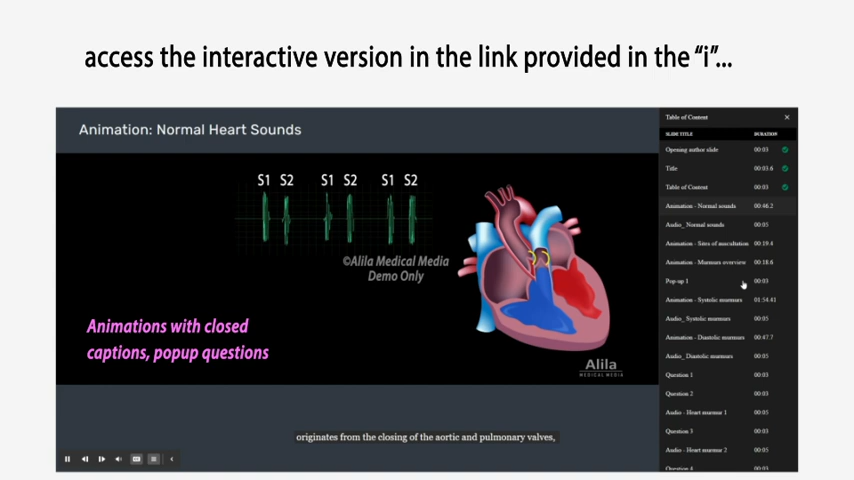 access the interactive version in the link provided in the “i”...
Animation: Normal Heart Sounds
S1 S2 S1 S2 S1 S2
©Alila Medical Media
Demo Only
Animations with closed
captions, popup questions
Alila
MEDICAL MEDIA
originates from the closing of the aortic and pulmonary valves,
Table of Content
SLIDE TITLE DURATION
Opening author slide 00:03
Title 00:03.6
Table of Content 00:03
Animation - Normal sounds 00:46.2
Audio_ Normal sounds 00:05
Animation - Sites of auscultation 00:19.4
Animation - Murmurs overview 00:18.6
Pop-up 1 00:03
Animation - Systolic murmurs 01:54.41
Audio_ Systolic murmurs 00:05
Animation - Diastolic murmurs 00:47.7
Audio_ Diastolic murmurs 00:05
Question 1 00:03
Question 2 00:03
Audio - Heart murmur 1 00:05
Question 3 00:03
Audio - Heart murmur 2 00:05
Question 4 00:03